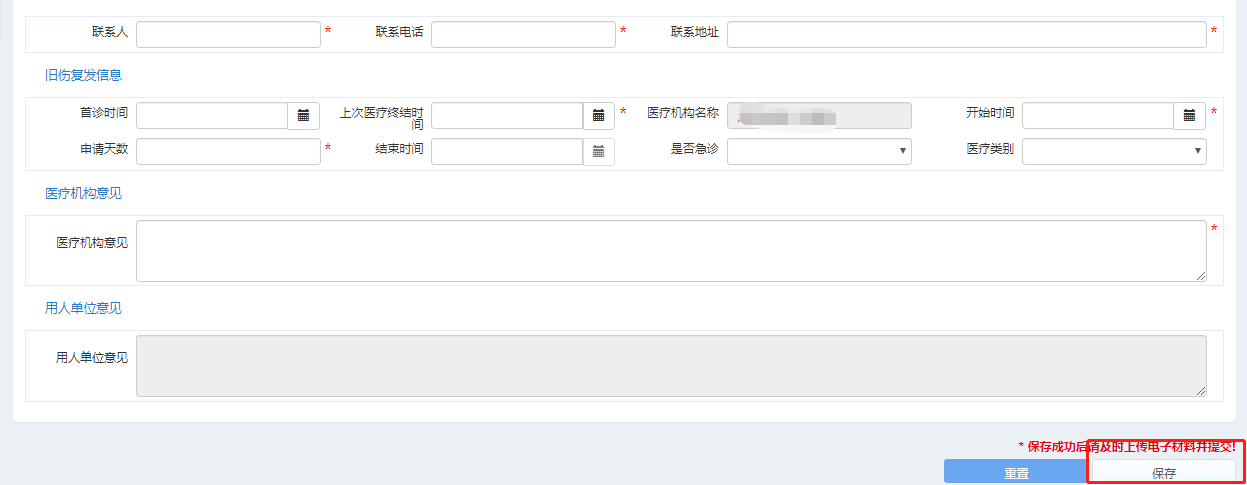 联系人 * 联系电话 * 联系地址 *
旧伤复发信息
首诊时间 上次医疗终结时间 * 医疗机构名称 开始时间 *
申请天数 * 结束时间 是否急诊 医疗类别
医疗机构意见
医疗机构意见 *
用人单位意见
用人单位意见
* 保存成功后请及时上传电子材料并提交!
重置 保存